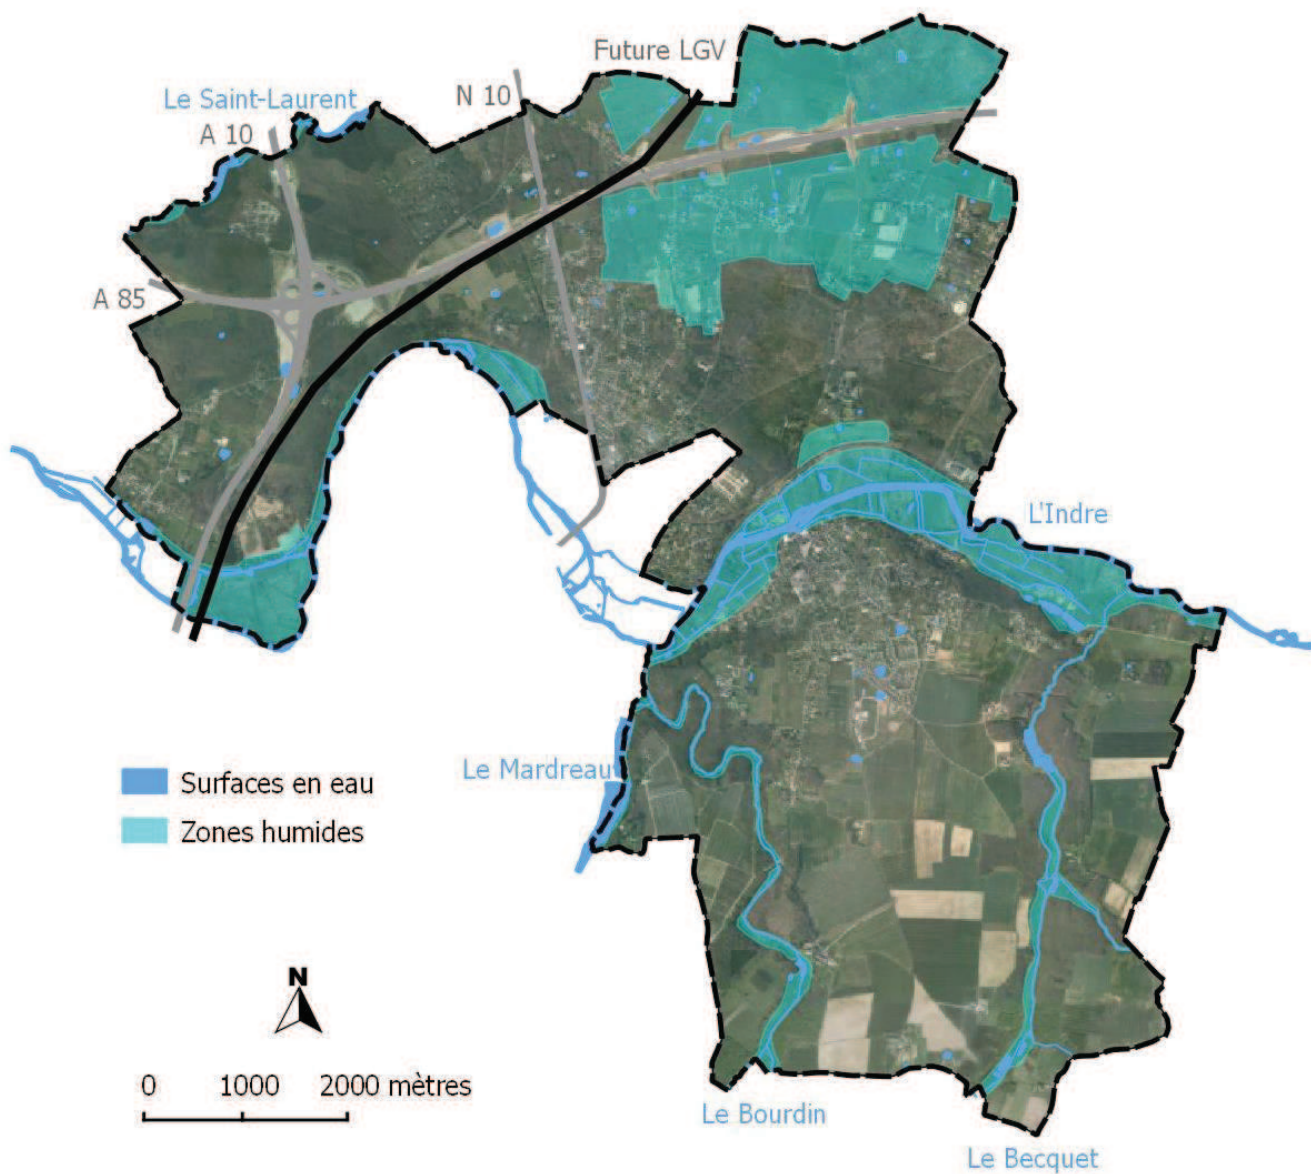 Future LGV
N 10
Le Saint-Laurent
A 10
A 85
L'Indre
Le Mardreau
Surfaces en eau
Zones humides
N
0 1000 2000 mètres
Le Bourdin
Le Becquet